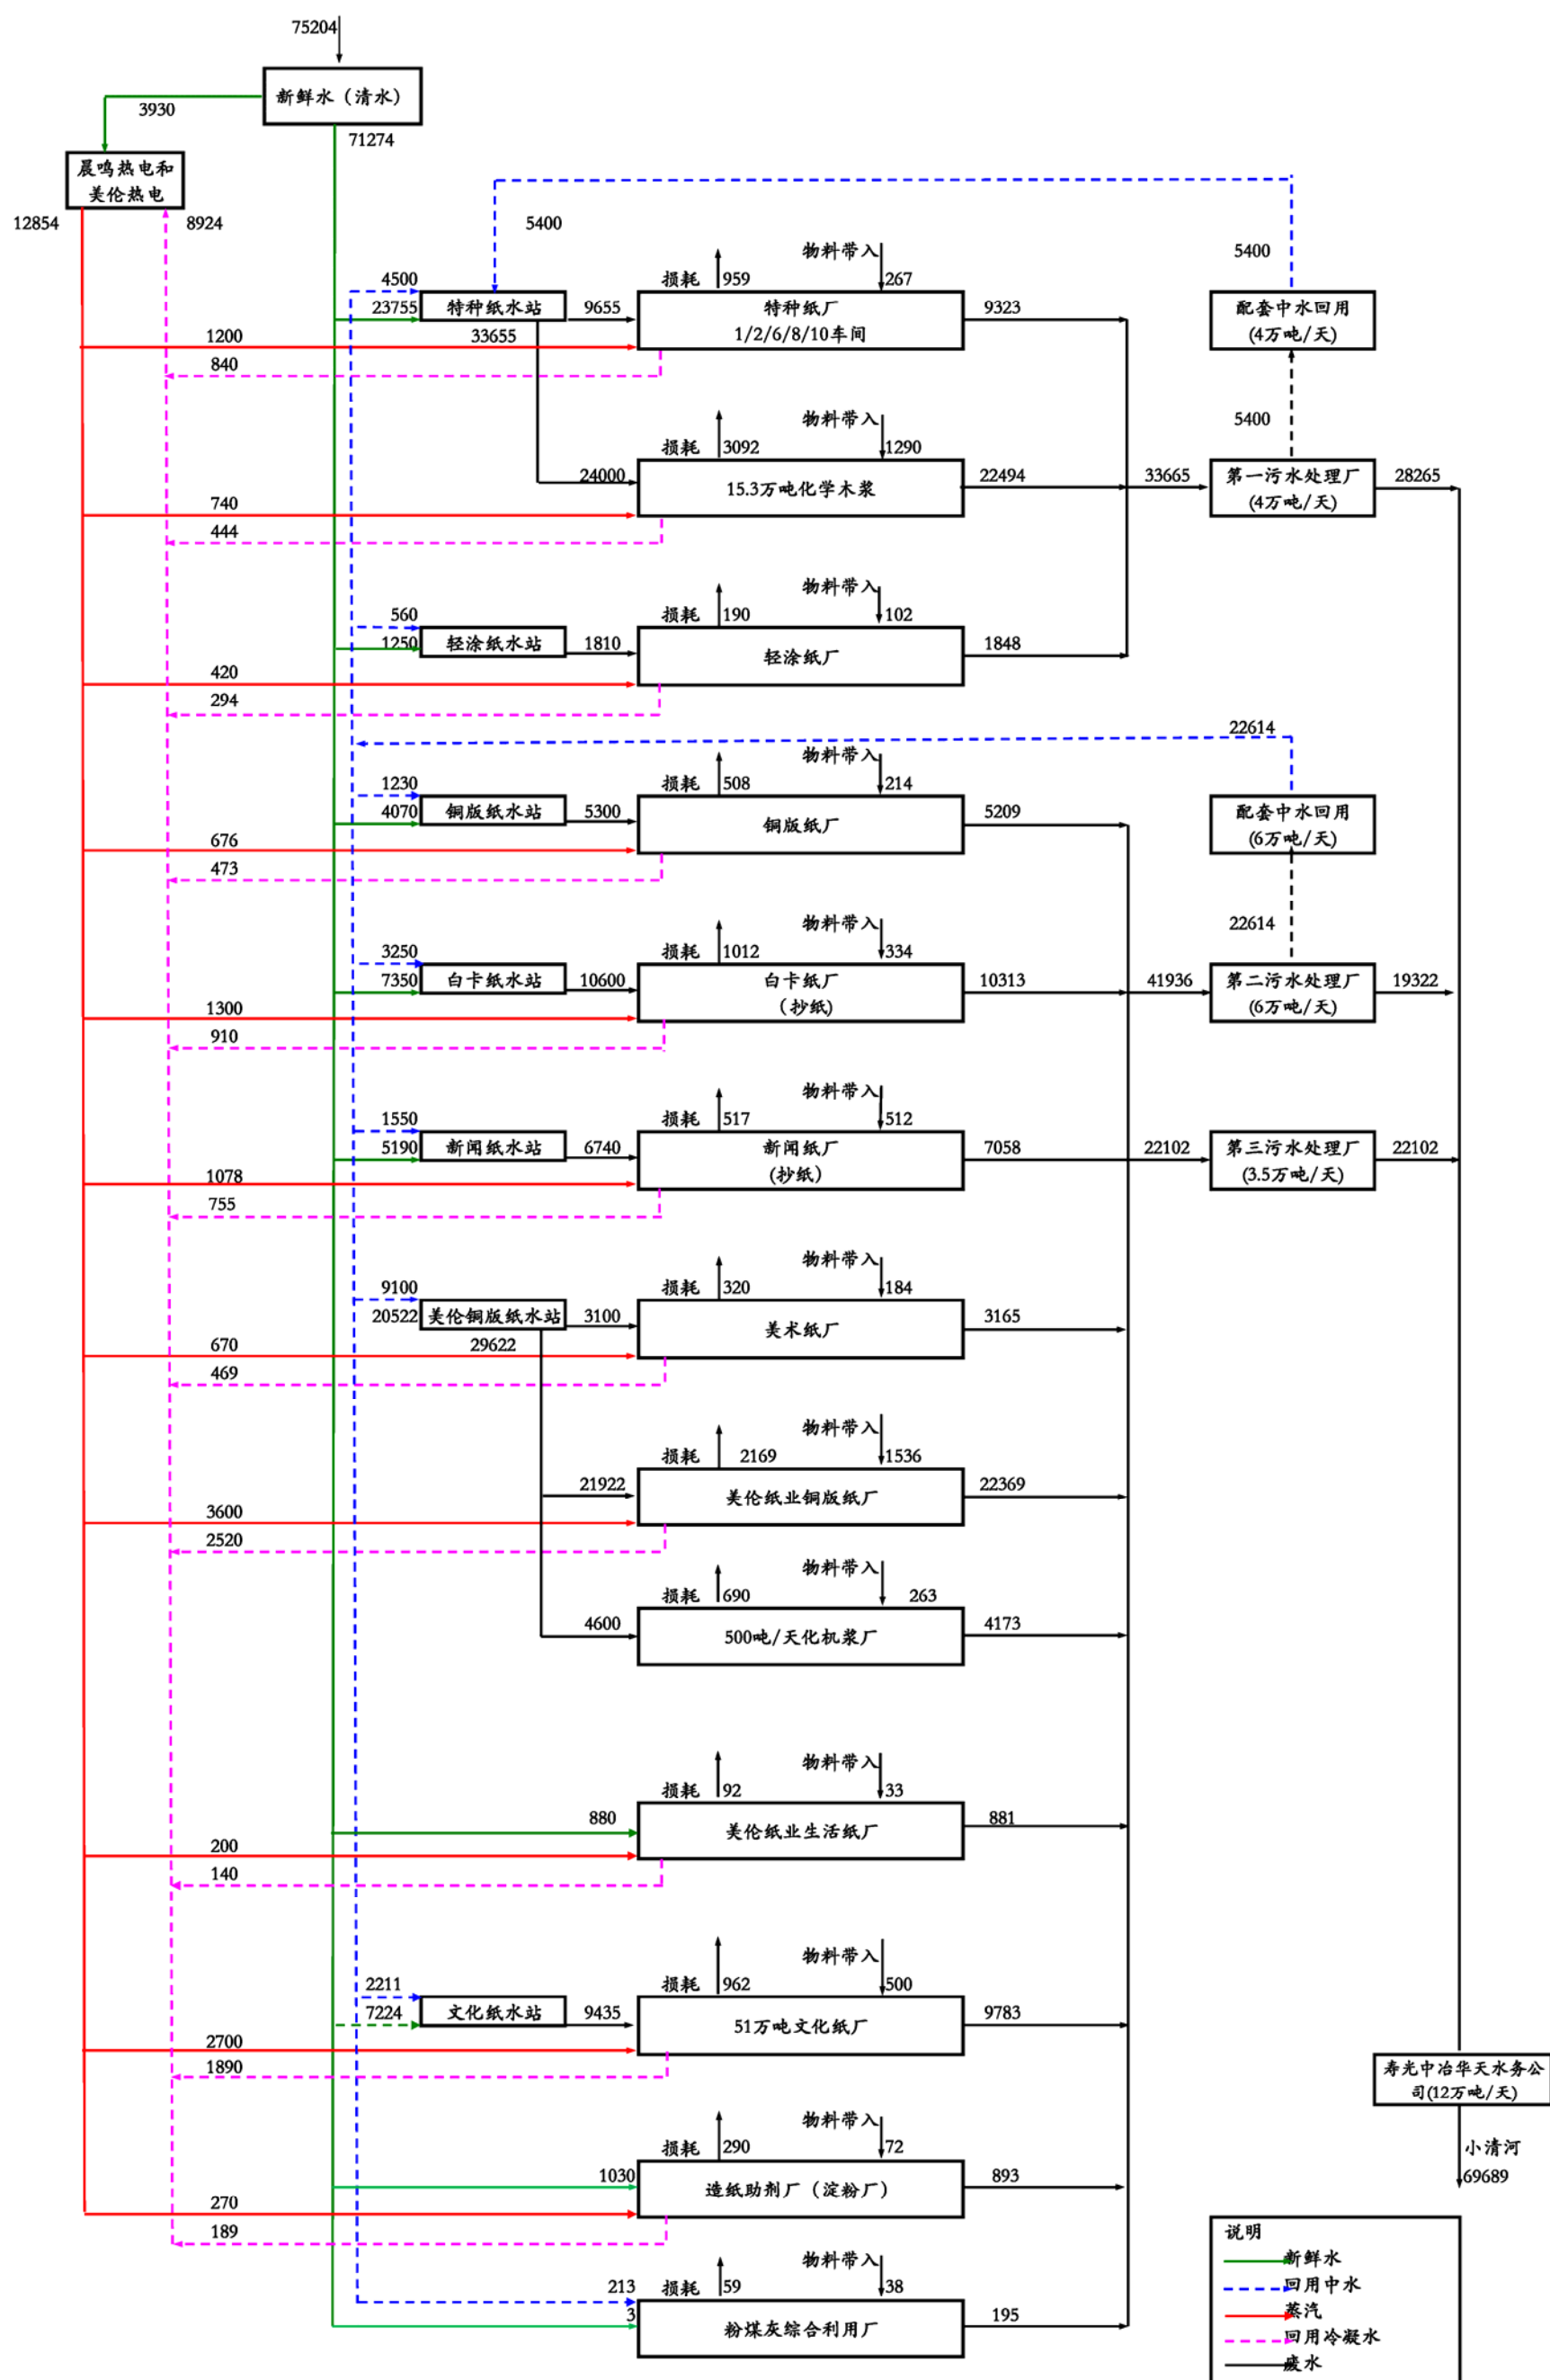 75204
新鲜水（清水）
3930
71274
晨鸣热电和
美伦热电
12854
8924
5400
5400
物料带入
损耗
959
267
4500
23755
特种纸水站
9655
特种纸厂
1/2/6/8/10车间
9323
配套中水回用
(4万吨/天)
1200
33655
840
5400
物料带入
损耗
3092
1290
24000
15.3万吨化学木浆
22494
33665
第一污水处理厂
(4万吨/天)
28265
740
444
物料带入
损耗
190
102
560
1250
轻涂纸水站
1810
轻涂纸厂
1848
420
294
22614
物料带入
损耗
508
214
1230
4070
铜版纸水站
5300
铜版纸厂
5209
配套中水回用
(6万吨/天)
676
473
22614
物料带入
损耗
1012
334
3250
7350
白卡纸水站
10600
白卡纸厂
（抄纸)
10313
41936
第二污水处理厂
(6万吨/天)
19322
1300
910
物料带入
损耗
517
512
1550
5190
新闻纸水站
6740
新闻纸厂
(抄纸）
7058
22102
第三污水处理厂
(3.5万吨/天)
22102
1078
755
物料带入
损耗
320
184
9100
20522
美伦铜版纸水站
3100
美术纸厂
3165
670
29622
469
物料带入
损耗
2169
1536
21922
美伦纸业铜版纸厂
22369
3600
2520
物料带入
损耗
690
263
4600
500吨/天化机浆厂
4173
物料带入
损耗
92
33
880
美伦纸业生活纸厂
881
200
140
物料带入
损耗
962
500
2211
7224
文化纸水站
9435
51万吨文化纸厂
9783
2700
1890
寿光中冶华天水务公
司(12万吨/天)
物料带入
损耗
290
72
小清河
69689
1030
造纸助剂厂（淀粉厂）
893
270
189
物料带入
损耗
59
38
213
3
粉煤灰综合利用厂
195
说明
新鲜水
回用中水
蒸汽
回用冷凝水
废水